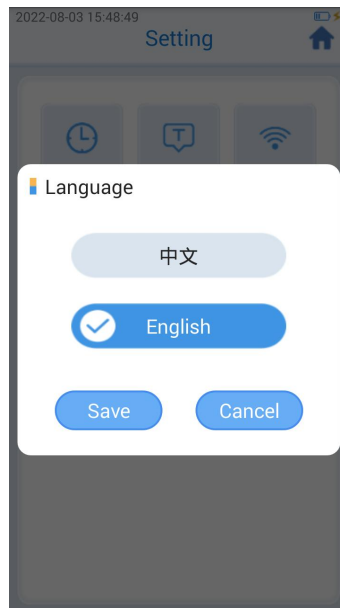 2022-08-03 15:48:49
Setting
T
Language
中文
English
Save Cancel